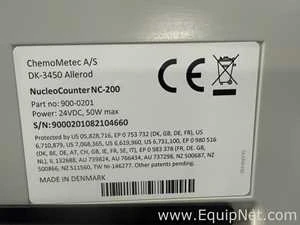 ChemoMetec A/S
DK-3450 Allerod
NucleoCounter NC-200
Part no: 900-0201
Power: 24VDC, 50W max
S/N: 9000201082104660
Protected by US 05,828,716, EP 0 753 732 (DK, GB, DE, FR), US
6,710,879, US 7,068,365, US 6,619,960, US 6,731,100, EP 0 980 516
(DK, BE, DE, AT, CH, GB, IE, FR, SE, IT), EP 0 983 378 (FR, DE, GB,
NL), IL 132688, AU 739824, AU 766434, AU 737298, NZ 500687, NZ
500747, NZ 511560, TW NI-146277. Other patents pending.
MADE IN DENMARK
CE
www.EquipNet.com